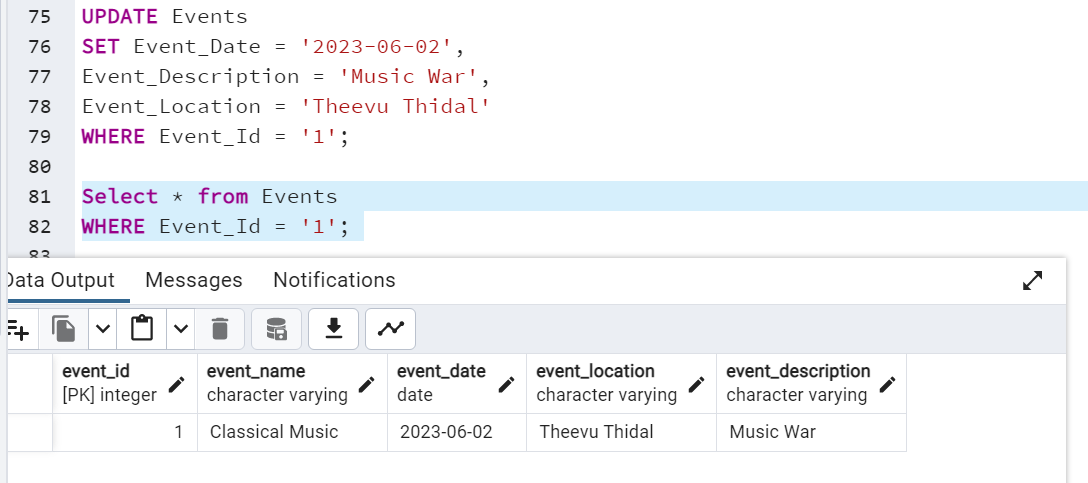 75 UPDATE Events
76 SET Event_Date = '2023-06-02',
77 Event_Description = 'Music War',
78 Event_Location = 'Theevu Thidal'
79 WHERE Event_Id = '1';
80
81 Select * from Events
82 WHERE Event_Id = '1';
83
Data Output Messages Notifications
event_id event_name event_date event_location event_description
[PK] integer character varying date character varying character varying
1 Classical Music 2023-06-02 Theevu Thidal Music War